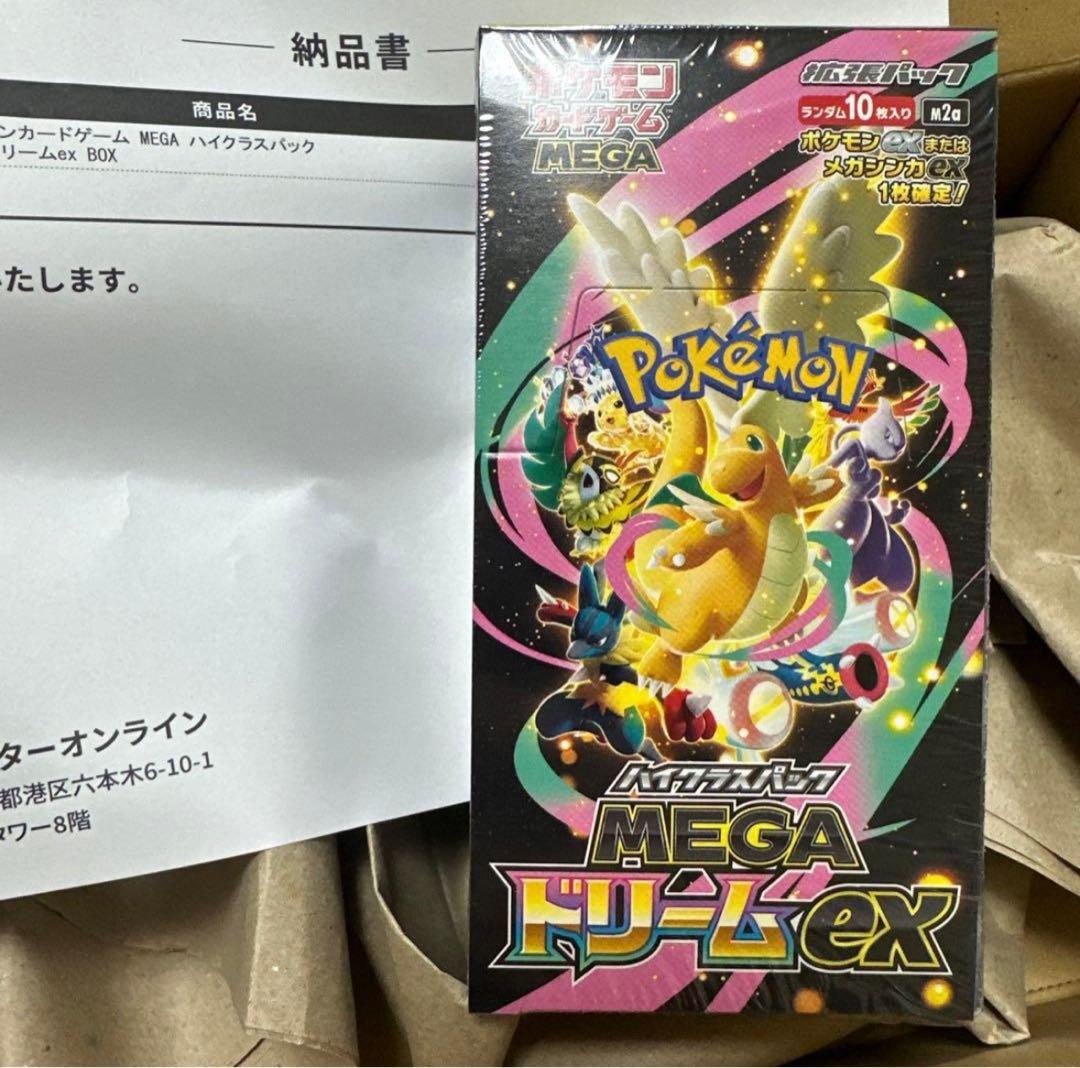 納品書
商品名
ンカードゲーム MEGA ハイクラスパック
リームex BOX
いたします。
ターオンライン
都港区六本木6-10-1
タワー8階
ポケモン
カードゲーム
MEGA
拡張パック
ランダム10枚入り M2a
ポケモンexまたは
メガシンカex
1枚確定!
POKéMON
ハイクラスパック
MEGA
ドリームex